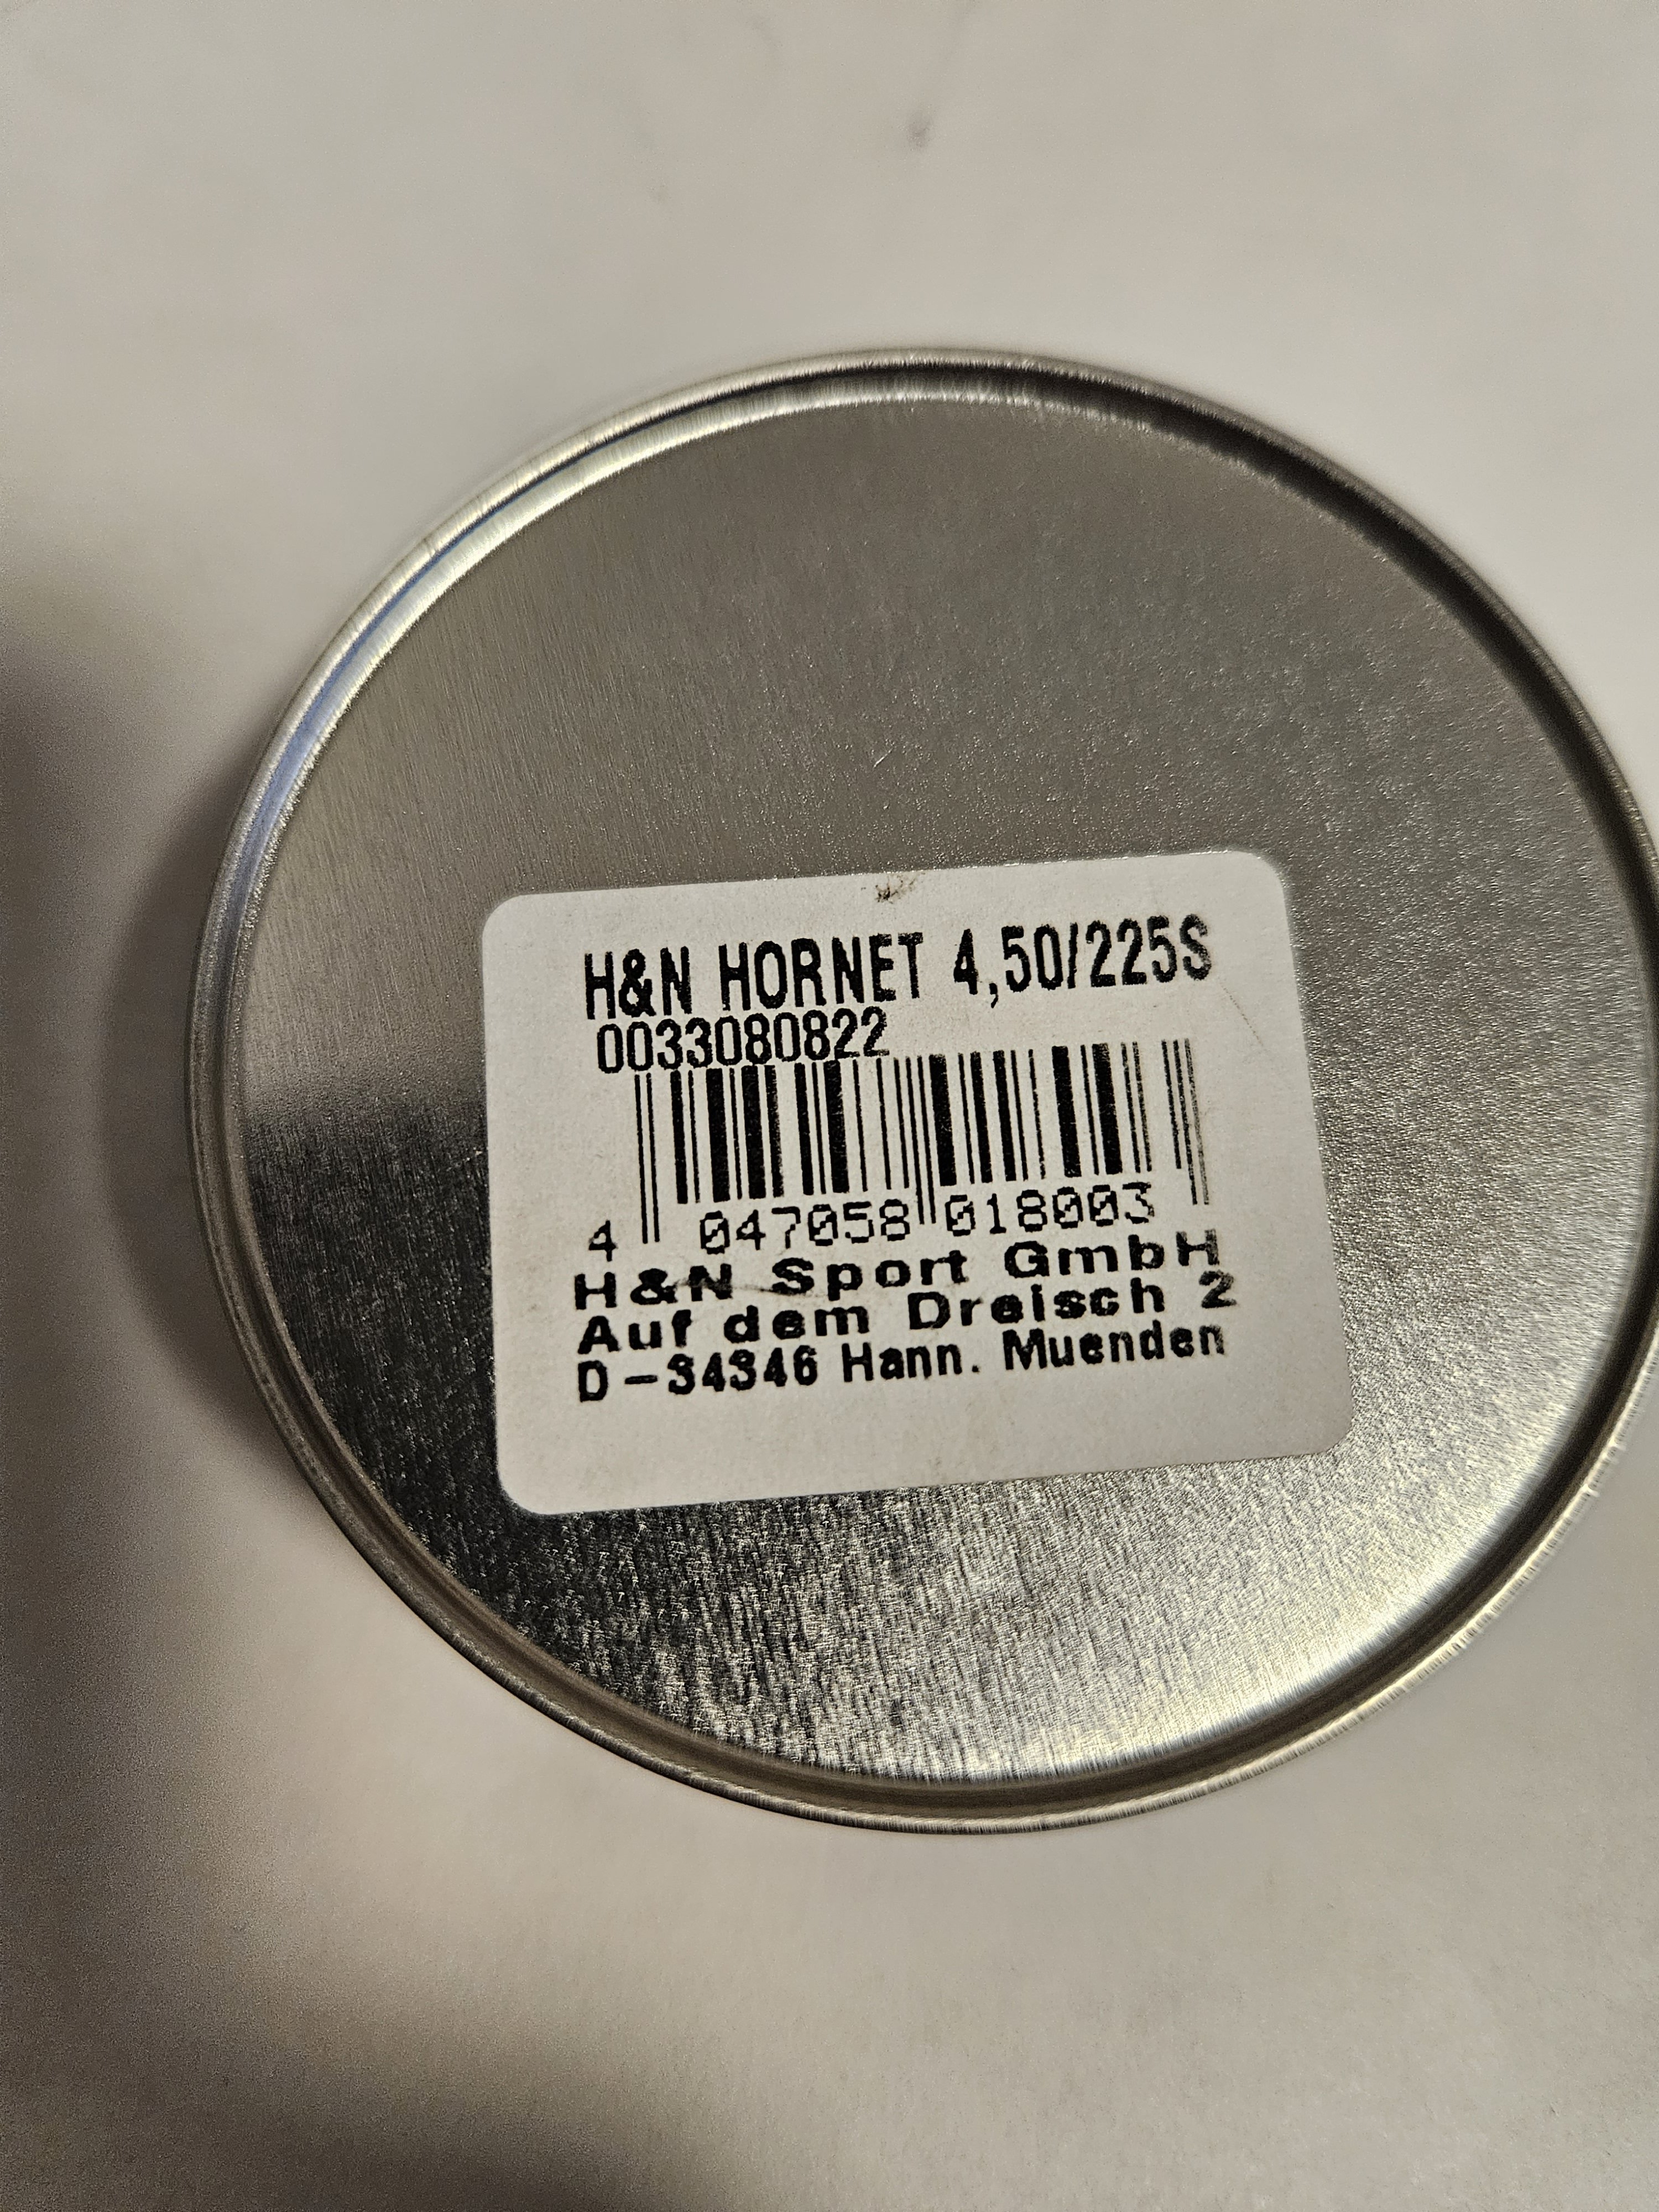 H&N HORNET 4,50/225S
0033080822
4 047058 018003
H&N Sport GmbH
Auf dem Dreisch 2
D-34346 Hann. Muenden